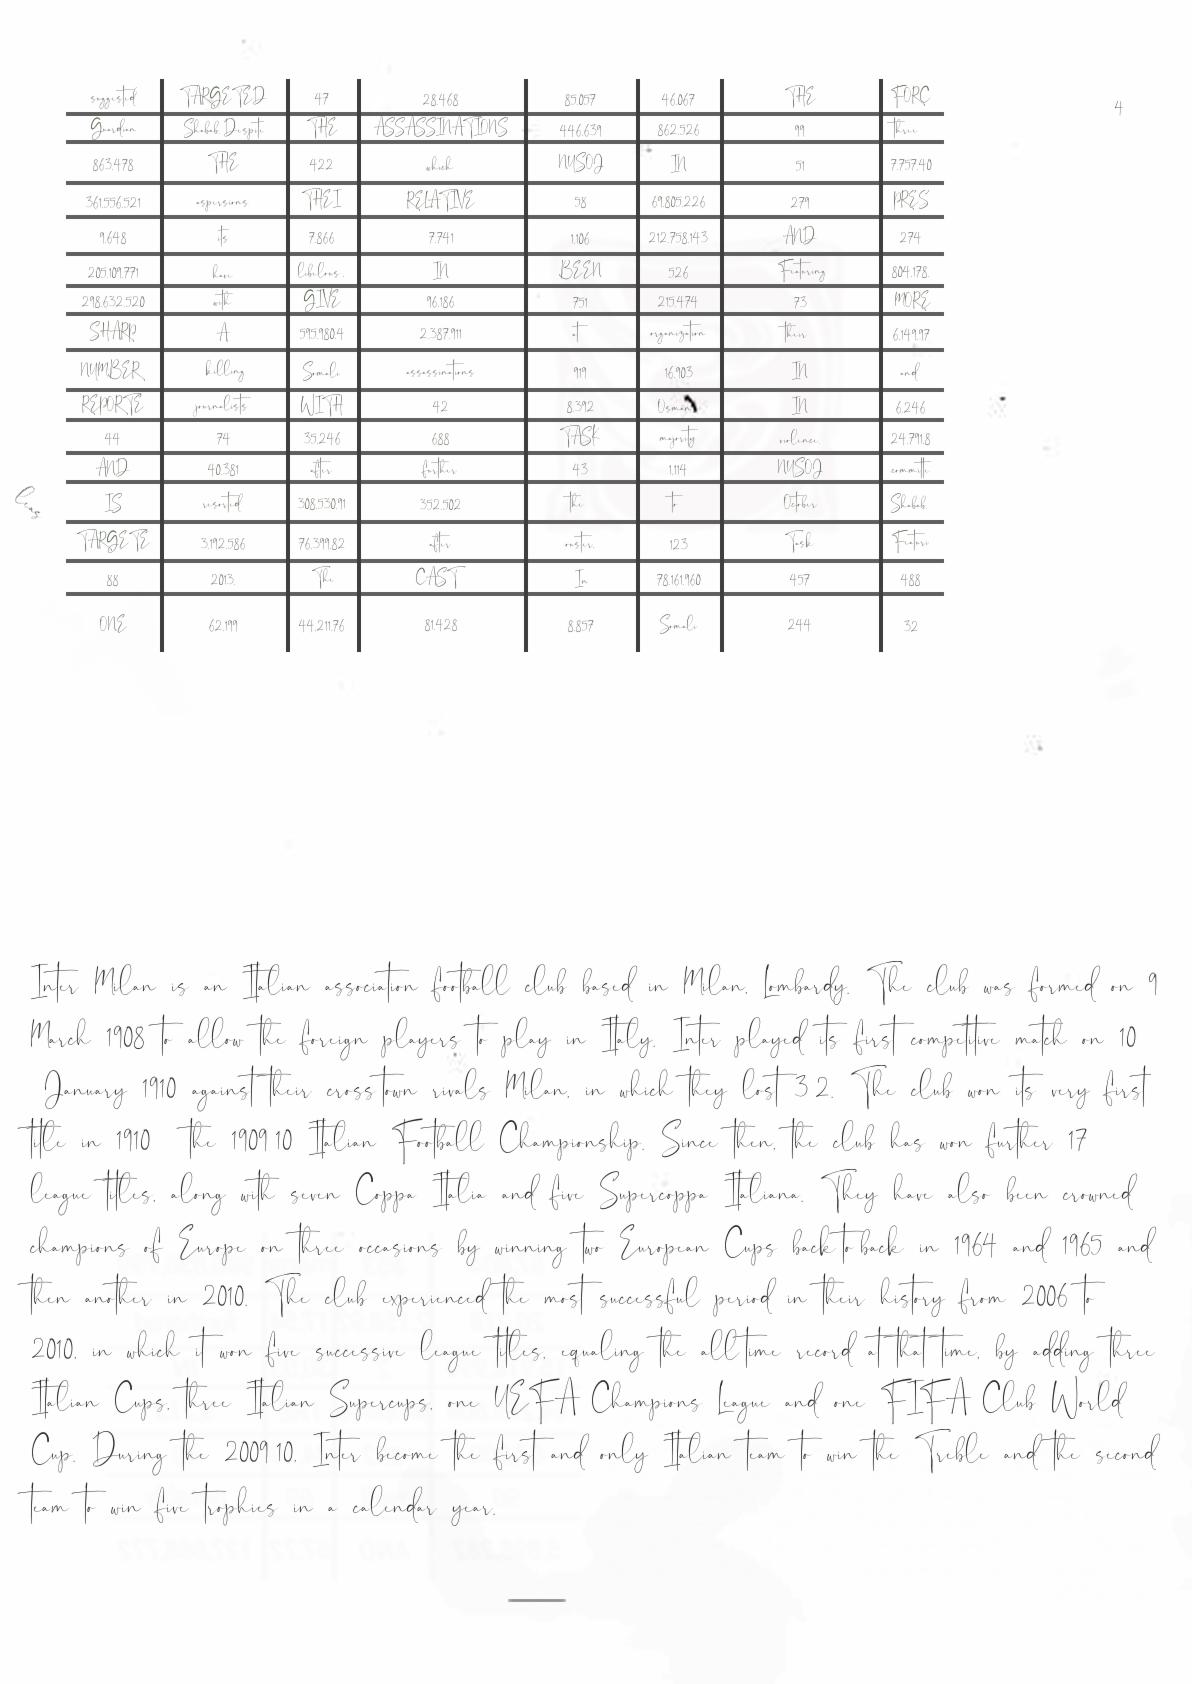 suggested TARGETED 47 28.468 85.057 46.067 THE FORC
4
Guardian Shabab. Despite THE ASSASSINATIONS 446.639 862.526 99 three
863.478 THE 422 which NUSOJ IN 51 7.757.40
361.556.521 aspersions THEI RELATIVE 58 69.805.226 279 PRES
9.648 its 7.866 7.741 1.106 212.758.143 AND 274
205.109.771 have libelous. IN BEEN 526 Featuring 804.178.
298.632.520 with GIVE 96.186 751 215.474 73 MORE
SHARP A 595.980.4 2.387.911 at organization their 6.149.97
NUMBER killing Somali assassinations 919 16.903 IN and
REPORTE journalists WITH 42 8.392 Osman IN 6.246
44 74 35.246 688 TASK majority violence. 24.791.8
AND 40.381 after further 43 1.114 NUSOJ committe
IS resorted 308.530.91 352.502 the to October Shabab.
TARGETE 3.192.586 76.399.82 after ouster. 123 Task Featuri
88 2013. The CAST In 78.161.960 457 488
ONE 62.199 44.211.76 81.428 8.857 Somali 244 32
Inter Milan is an Italian association football club based in Milan, Lombardy. The club was formed on 9
March 1908 to allow the foreign players to play in Italy. Inter played its first competitive match on 10
January 1910 against their cross town rivals Milan, in which they lost 3 2. The club won its very first
title in 1910 the 1909 10 Italian Football Championship. Since then, the club has won further 17
league titles, along with seven Coppa Italia and five Supercoppa Italiana. They have also been crowned
champions of Europe on three occasions by winning two European Cups back to back in 1964 and 1965 and
then another in 2010. The club experienced the most successful period in their history from 2006 to
2010, in which it won five successive league titles, equaling the all time record at that time, by adding three
Italian Cups, three Italian Supercups, one UEFA Champions League and one FIFA Club World
Cup. During the 2009 10, Inter become the first and only Italian team to win the Treble and the second
team to win five trophies in a calendar year.